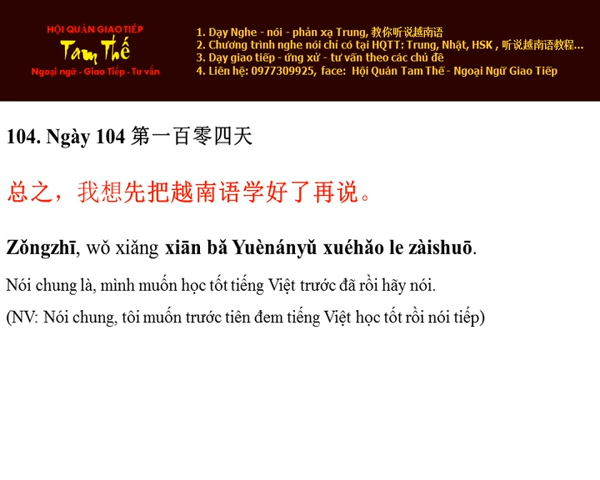 HỘI QUÁN GIAO TIẾP
Tam Thế
Ngoại ngữ - Giao Tiếp - Tư vấn
1. Dạy Nghe - nói - phản xạ Trung, 教你听说越南语
2. Chương trình nghe nói chỉ có tại HQTT: Trung, Nhật, HSK , 听说越南语教程...
3. Dạy giao tiếp - ứng xử - tư vấn theo các chủ đề
4. Liên hệ: 0977309925, face: Hội Quán Tam Thế - Ngoại Ngữ Giao Tiếp
104. Ngày 104 第一百零四天
总之，我想先把越南语学好了再说。
Zǒngzhī, wǒ xiǎng xiān bǎ Yuènányǔ xuéhǎo le zàishuō.
Nói chung là, mình muốn học tốt tiếng Việt trước đã rồi hãy nói.
(NV: Nói chung, tôi muốn trước tiên đem tiếng Việt học tốt rồi nói tiếp)